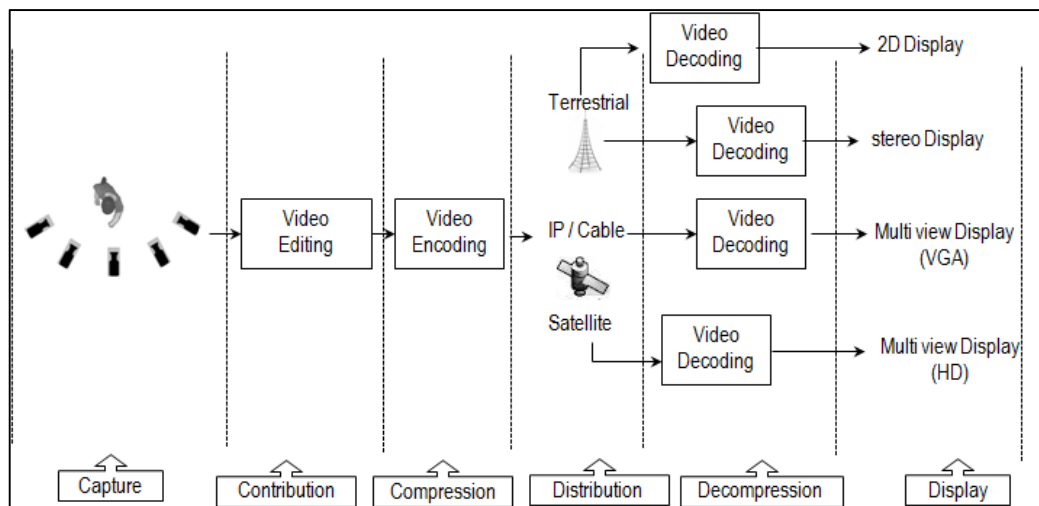 Video
Decoding
2D Display
Terrestrial
Video
Decoding
stereo Display
Video
Editing
Video
Encoding
IP / Cable
Video
Decoding
Multi view Display
(VGA)
Satellite
Video
Decoding
Multi view Display
(HD)
Capture
Contribution
Compression
Distribution
Decompression
Display